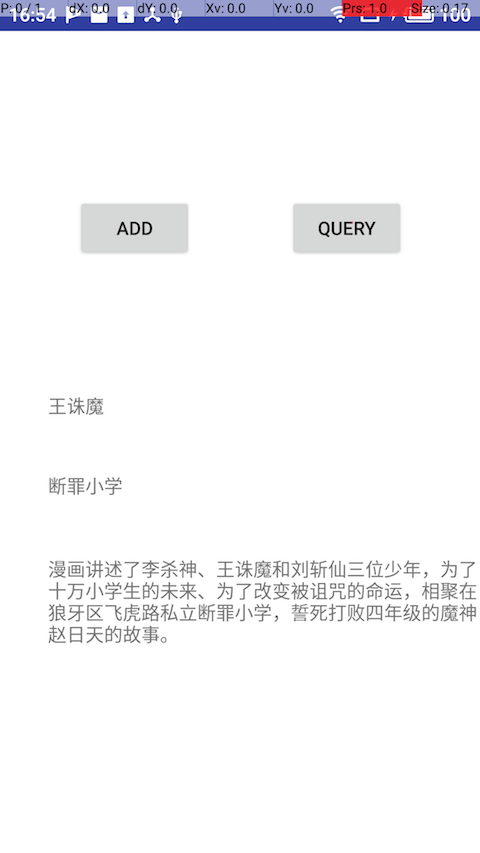 P: 0 / 1 dX: 0.0 dY: 0.0 Xv: 0.0 Yv: 0.0 Prs: 1.0 Size: 0.17
16:54 100
ADD QUERY
王诛魔
断罪小学
漫画讲述了李杀神、王诛魔和刘斩仙三位少年，为了
十万小学生的未来、为了改变被诅咒的命运，相聚在
狼牙区飞虎路私立断罪小学，誓死打败四年级的魔神
赵日天的故事。